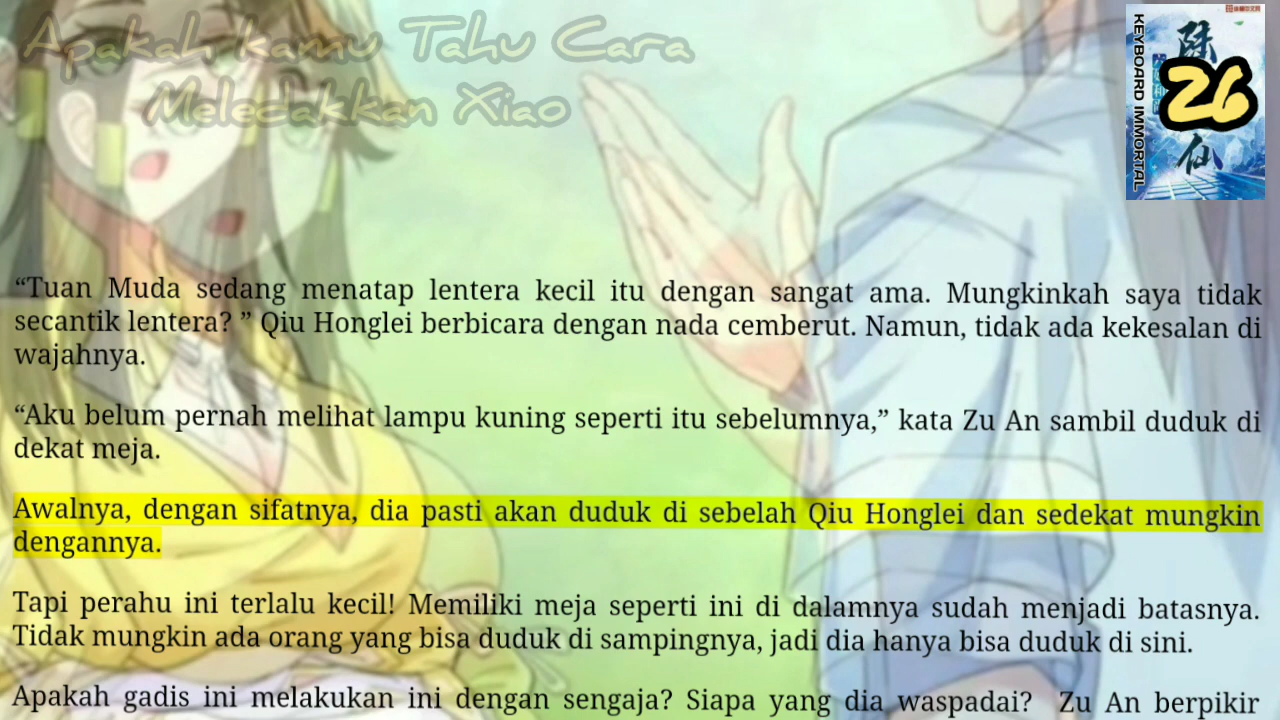 Apakah kamu Tahu Cara
Meledakkan Xiao
KEYBOARD IMMORTAL
26
仙
“Tuan Muda sedang menatap lentera kecil itu dengan sangat ama. Mungkinkah saya tidak
secantik lentera? ” Qiu Honglei berbicara dengan nada cemberut. Namun, tidak ada kekesalan di
wajahnya.
“Aku belum pernah melihat lampu kuning seperti itu sebelumnya,” kata Zu An sambil duduk di
dekat meja.
Awalnya, dengan sifatnya, dia pasti akan duduk di sebelah Qiu Honglei dan sedekat mungkin
dengannya.
Tapi perahu ini terlalu kecil! Memiliki meja seperti ini di dalamnya sudah menjadi batasnya.
Tidak mungkin ada orang yang bisa duduk di sampingnya, jadi dia hanya bisa duduk di sini.
Apakah gadis ini melakukan ini dengan sengaja? Siapa yang dia waspadai? Zu An berpikir